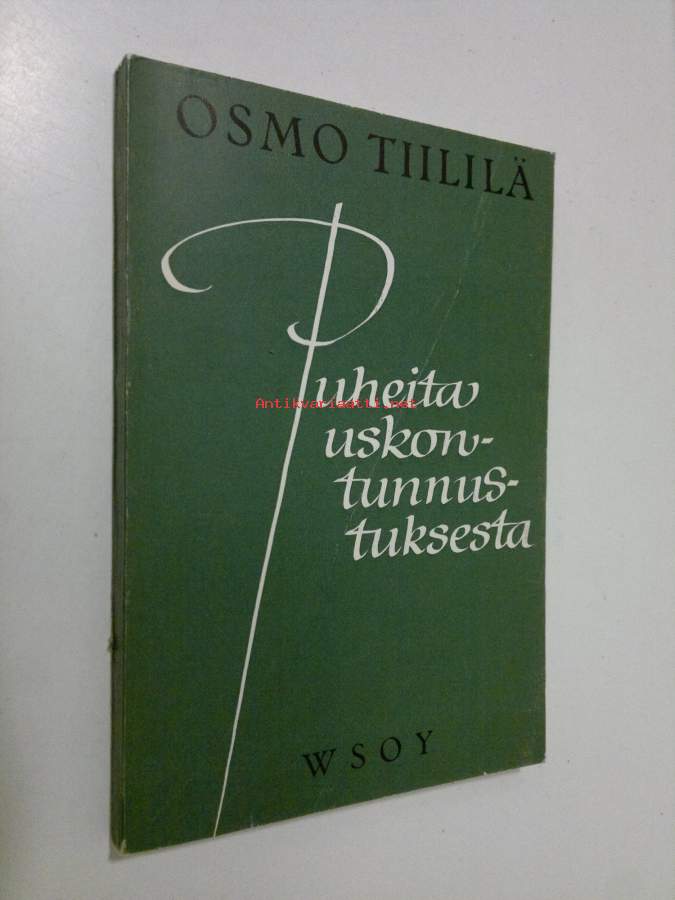 OSMO TIILILÄ
Puheita
Antikvariaatti.net
uskon-
tunnus-
tuksesta
WSOY